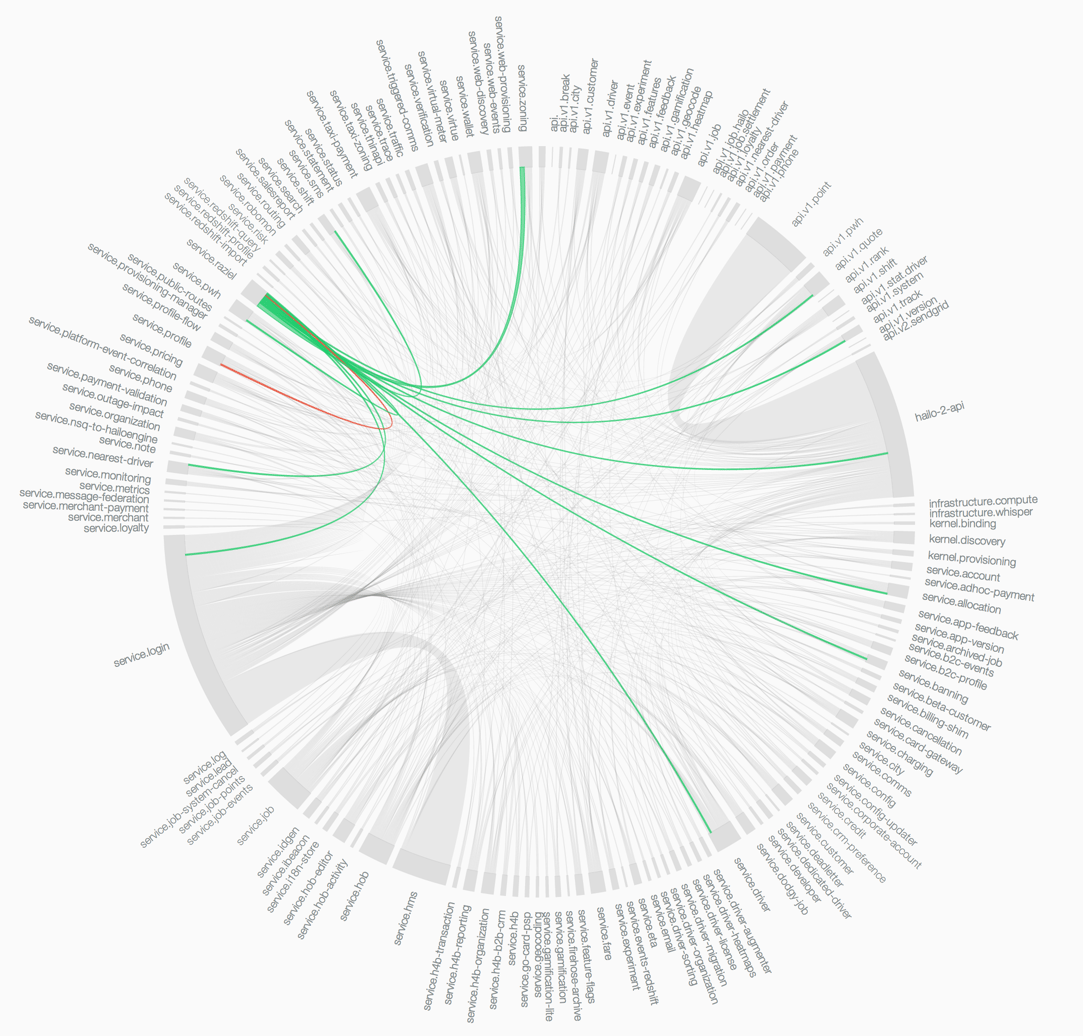 api.
api.v1.break
api.v1.city
api.v1.customer
api.v1.driver
api.v1.event
api.v1.experiment
api.v1.features
api.v1.feedback
api.v1.gamification
api.v1.geocode
api.v1.heatmap
api.v1.job
api.v1.job.hailo
api.v1.job.settlement
api.v1.loyalty
api.v1.nearest-driver
api.v1.order
api.v1.payment
api.v1.phone
api.v1.point
api.v1.pwh
api.v1.quote
api.v1.rank
api.v1.shift
api.v1.stat.driver
api.v1.system
api.v1.track
api.v1.version
api.v2.sendgrid
hailo-2-api
infrastructure.compute
infrastructure.whisper
kernel.binding
kernel.discovery
kernel.provisioning
service.account
service.adhoc-payment
service.allocation
service.app-feedback
service.app-version
service.archived-job
service.b2c-events
service.b2c-profile
service.banning
service.beta-customer
service.billing-shim
service.cancellation
service.card-gateway
service.charging
service.city
service.comms
service.config
service.config-updater
service.corporate-account
service.credit
service.crm-preference
service.customer
service.deadletter
service.dedicated-driver
service.developer
service.dodgy-job
service.driver
service.driver-augmenter
service.driver-heatmaps
service.driver-license
service.driver-migration
service.driver-organization
service.driver-sorting
service.email
service.eta
service.events-redshift
service.experiment
service.fare
service.feature-flags
service.firehose-archive
service.gamification
service.gamification-lite
service.geocoding
service.go-card-psp
service.h4b
service.h4b-b2b-crm
service.h4b-organization
service.h4b-reporting
service.h4b-transaction
service.hms
service.hob
service.hob-activity
service.hob-editor
service.i18n-store
service.ibeacon
service.idgen
service.job
service.job-events
service.job-points
service.job-system-cancel
service.lead
service.log
service.login
service.loyalty
service.merchant
service.merchant-payment
service.message-federation
service.metrics
service.monitoring
service.nearest-driver
service.note
service.nsq-to-hailoengine
service.organization
service.outage-impact
service.payment-validation
service.phone
service.platform-event-correlation
service.pricing
service.profile
service.profile-flow
service.provisioning-manager
service.public-routes
service.pwh
service.raziel
service.redshift-import
service.redshift-profile
service.redshift-query
service.risk
service.robomon
service.routing
service.salesreport
service.search
service.shift
service.sms
service.statement
service.status
service.taxi-payment
service.taxi-zoning
service.thinapi
service.trace
service.traffic
service.triggered-comms
service.verification
service.virtual-meter
service.virtue
service.wallet
service.web-discovery
service.web-events
service.web-provisioning
service.zoning